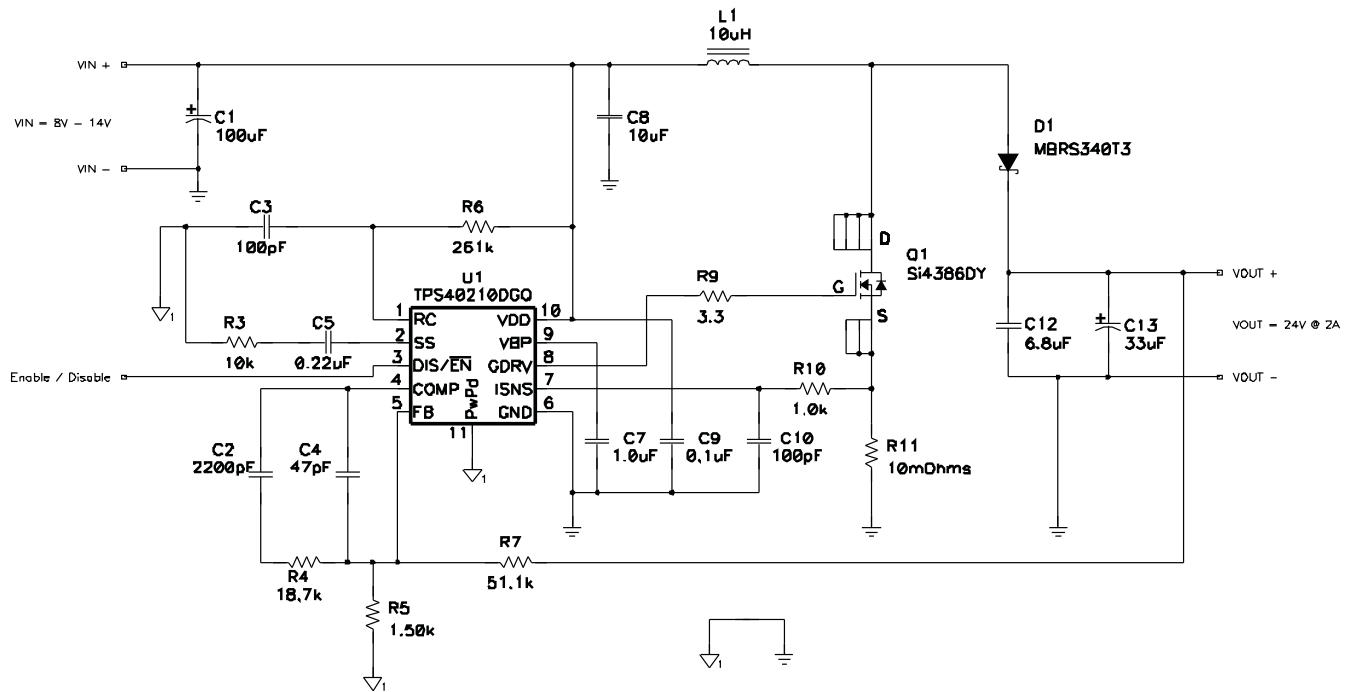 L1
10uH
VIN +
C1
100uF
VIN = 8V - 14V
VIN -
C8
10uF
D1
MBRS340T3
C3
100pF
R6
261k
U1
TPS40210DGQ
1 RC
2 SS
3 DIS/EN
4 COMP
5 FB
VDD 10
VBP 9
GDRV 8
ISNS 7
GND 6
PwPd
11
1
R3
10k
C5
0.22uF
Enable / Disable
R9
3.3
D
G
S
Q1
Si4386DY
VOUT +
C12
6.8uF
C13
33uF
VOUT = 24V @ 2A
VOUT -
R10
1.0k
R11
10mOhms
C2
2200pF
C4
47pF
1
C7
1.0uF
C9
0.1uF
C10
100pF
R4
18.7k
R7
51.1k
R5
1.50k
1
1